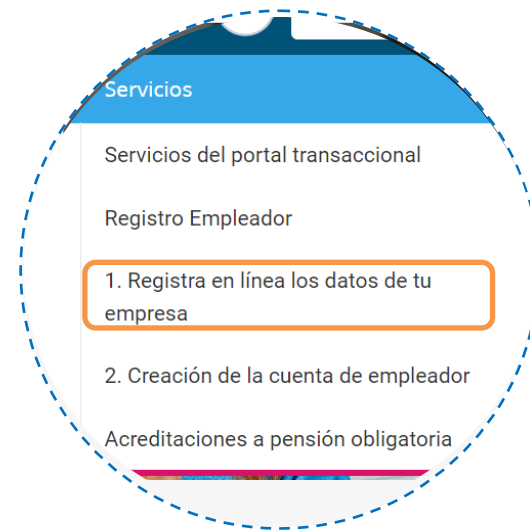 Servicios
Servicios del portal transaccional
Registro Empleador
1. Registra en línea los datos de tu
empresa
2. Creación de la cuenta de empleador
Acreditaciones a pensión obligatoria